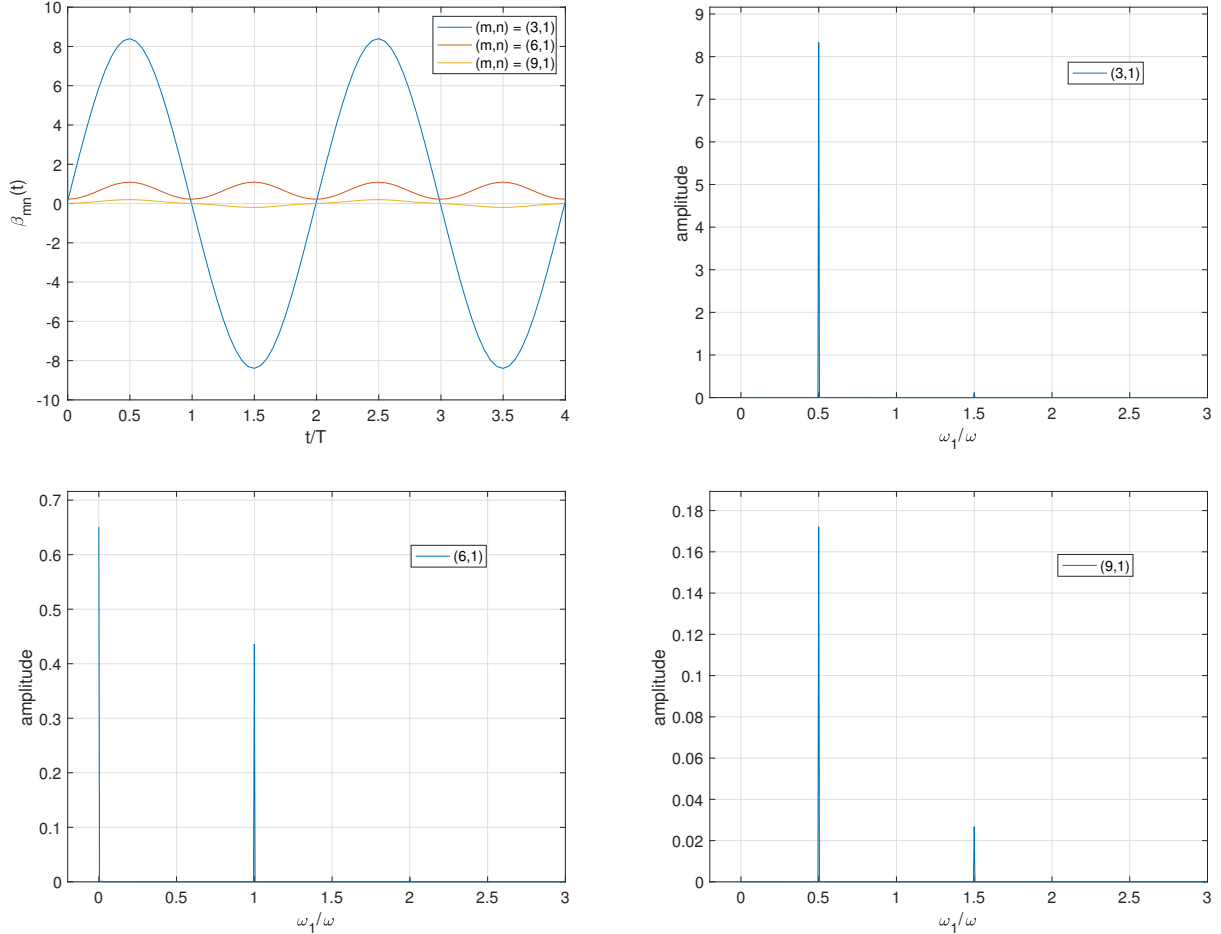 (m,n) = (3,1)
(m,n) = (6,1)
(m,n) = (9,1)
10
8
6
4
2
0
-2
-4
-6
-8
-10
β_mn(t)
0 0.5 1 1.5 2 2.5 3 3.5 4
t/T
(3,1)
9
8
7
6
5
4
3
2
1
0
amplitude
0 0.5 1 1.5 2 2.5 3
ω_1/ω
(6,1)
0.7
0.6
0.5
0.4
0.3
0.2
0.1
0
amplitude
0 0.5 1 1.5 2 2.5 3
ω_1/ω
(9,1)
0.18
0.16
0.14
0.12
0.1
0.08
0.06
0.04
0.02
0
amplitude
0 0.5 1 1.5 2 2.5 3
ω_1/ω